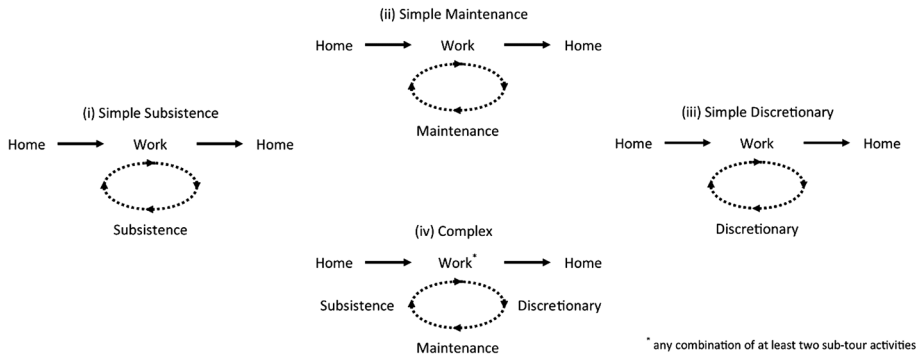 (ii) Simple Maintenance
Home Work Home
Maintenance
(i) Simple Subsistence
Home Work Home
Subsistence
(iii) Simple Discretionary
Home Work Home
Discretionary
(iv) Complex
Home Work* Home
Subsistence Discretionary
Maintenance
* any combination of at least two sub-tour activities